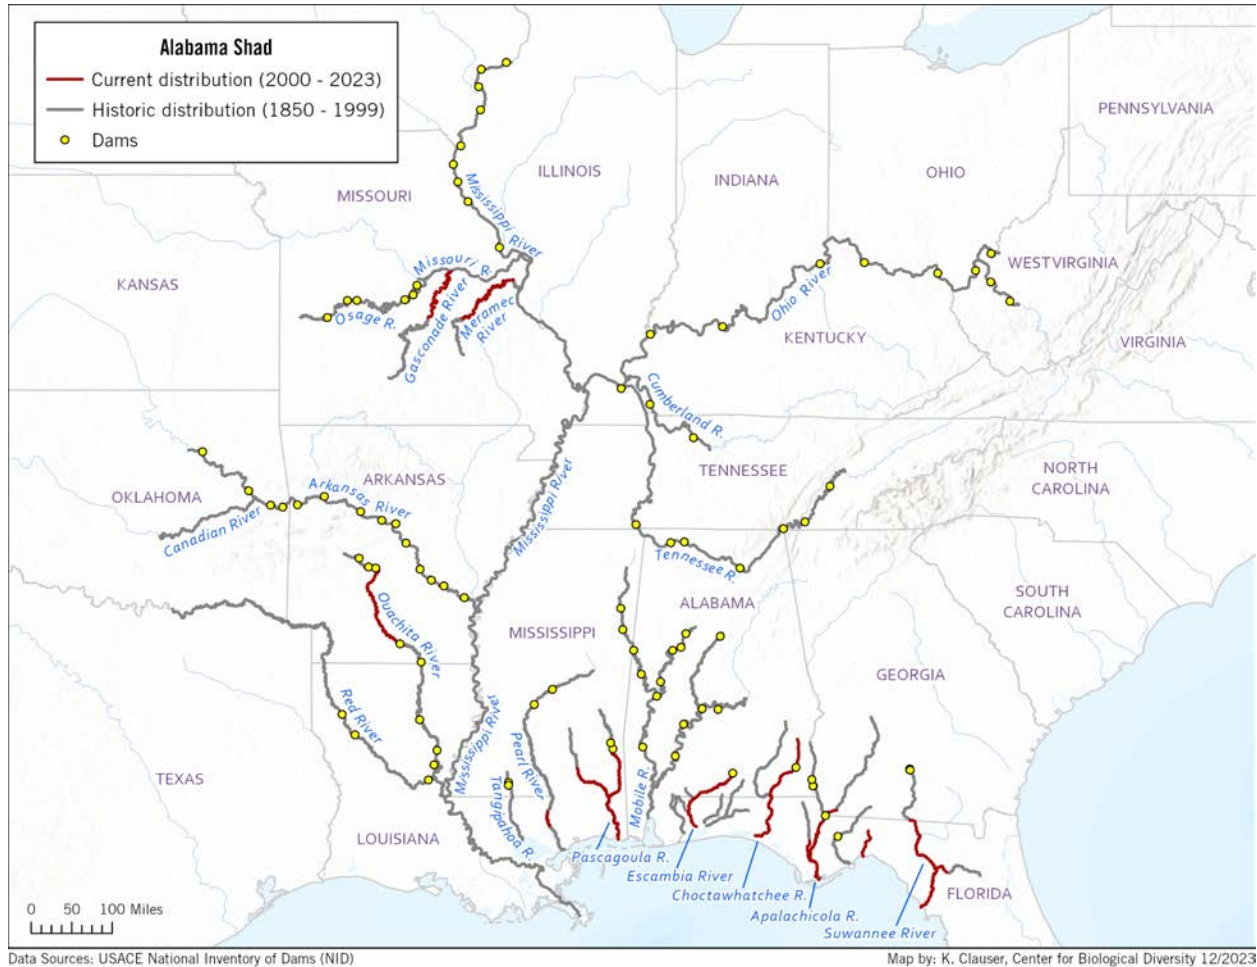 Alabama Shad
Current distribution (2000 - 2023)
Historic distribution (1850 - 1999)
Dams
PENNSYLVANIA
ILLINOIS
INDIANA
OHIO
MISSOURI
Mississippi River
WEST VIRGINIA
KANSAS
Missouri R.
Osage R.
Gasconade River
Meramec
River
Ohio River
KENTUCKY
VIRGINIA
Cumberland R.
TENNESSEE
NORTH
CAROLINA
OKLAHOMA
ARKANSAS
Arkansas River
Canadian River
Mississippi River
Tennessee R.
SOUTH
CAROLINA
ALABAMA
MISSISSIPPI
Ouachita River
GEORGIA
Red River
Mississippi River
Pearl River
TEXAS
Tangipahoa R.
Mobile R.
LOUISIANA
Pascagoula R.
Escambia River
Choctawhatchee R.
Apalachicola R.
Suwannee River
FLORIDA
0 50 100 Miles
Data Sources: USACE National Inventory of Dams (NID)
Map by: K. Clauser, Center for Biological Diversity 12/2023